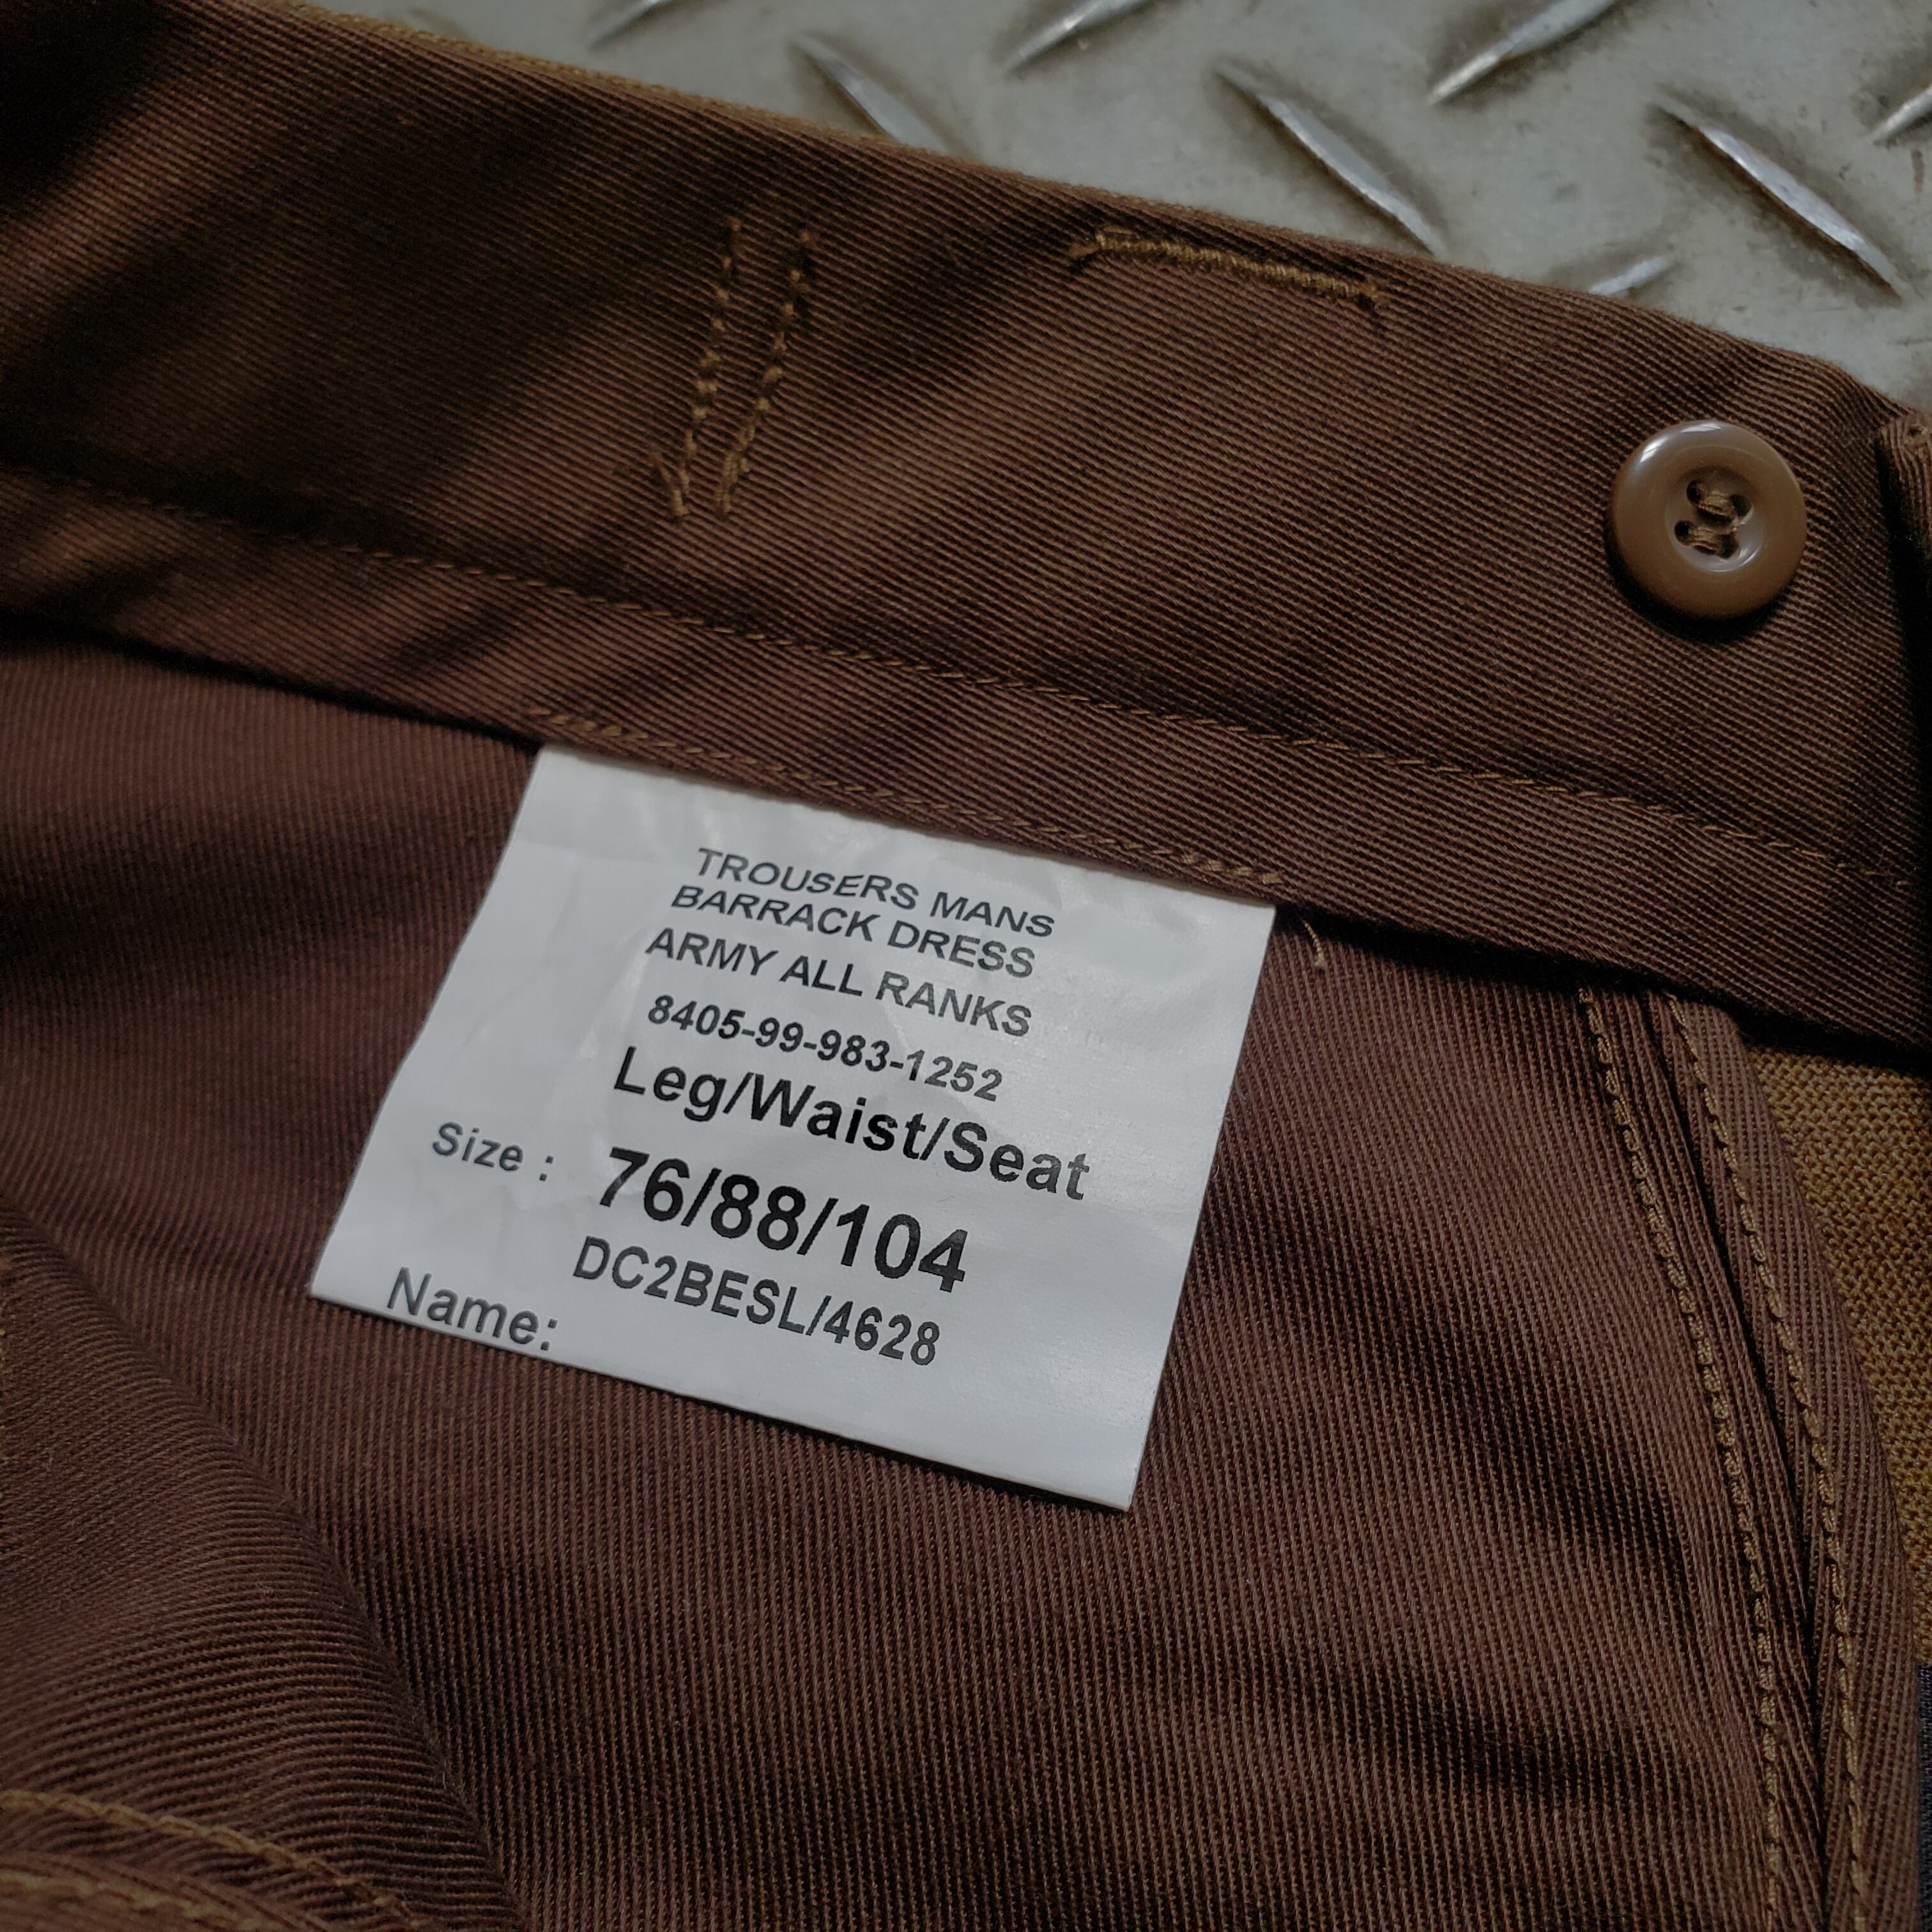 TROUSERS MANS
BARRACK DRESS
ARMY ALL RANKS
8405-99-983-1252
Leg/Waist/Seat
Size : 76/88/104
DC2BESL/4628
Name: